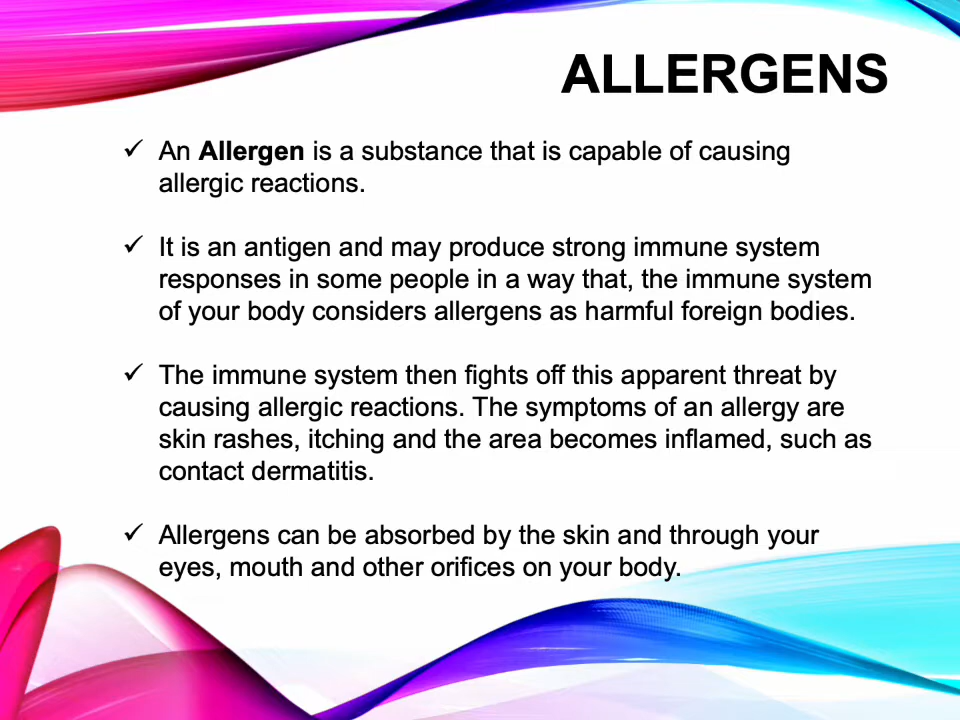 ALLERGENS
✓ An Allergen is a substance that is capable of causing
allergic reactions.
✓ It is an antigen and may produce strong immune system
responses in some people in a way that, the immune system
of your body considers allergens as harmful foreign bodies.
✓ The immune system then fights off this apparent threat by
causing allergic reactions. The symptoms of an allergy are
skin rashes, itching and the area becomes inflamed, such as
contact dermatitis.
✓ Allergens can be absorbed by the skin and through your
eyes, mouth and other orifices on your body.